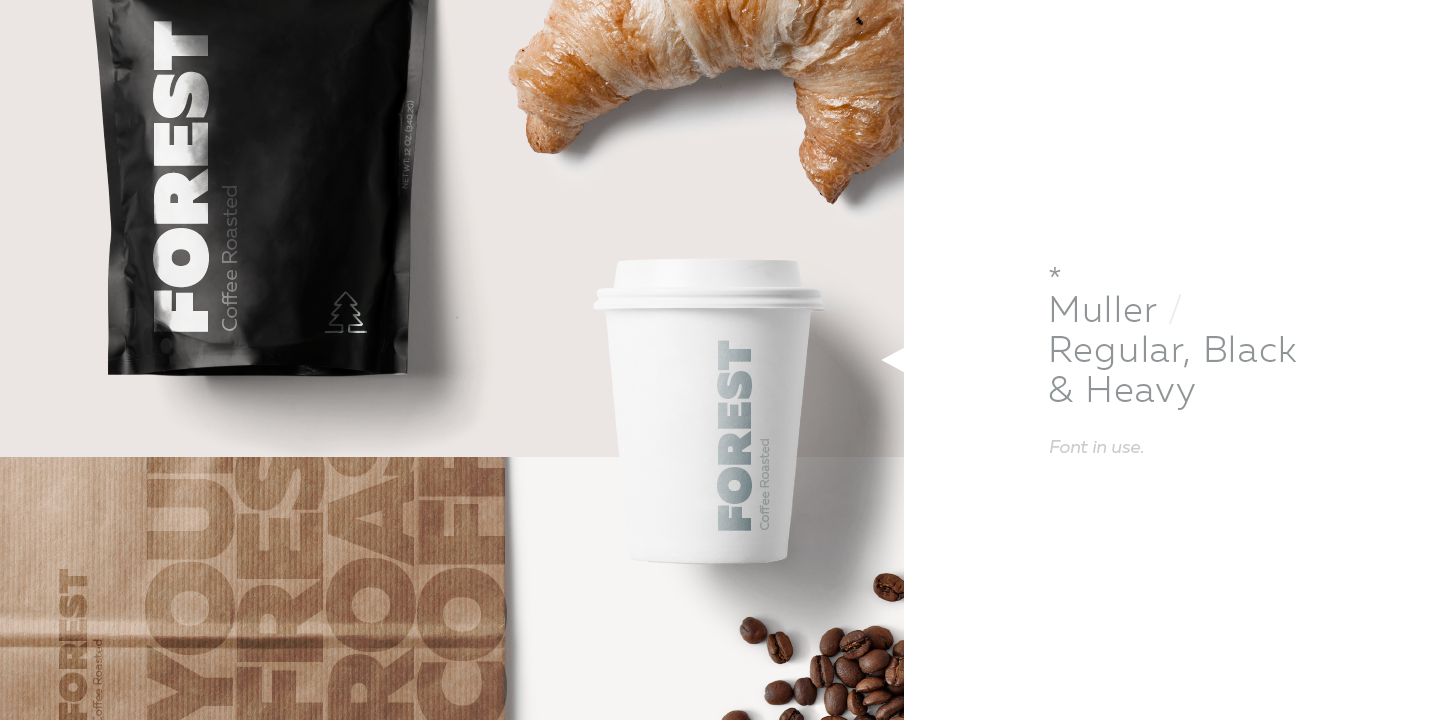 FOREST
Coffee Roasted
NET WT. 12 OZ (340.2G)
FOREST
Coffee Roasted
FOREST
Coffee Roasted
*
Muller /
Regular, Black
& Heavy
Font in use.